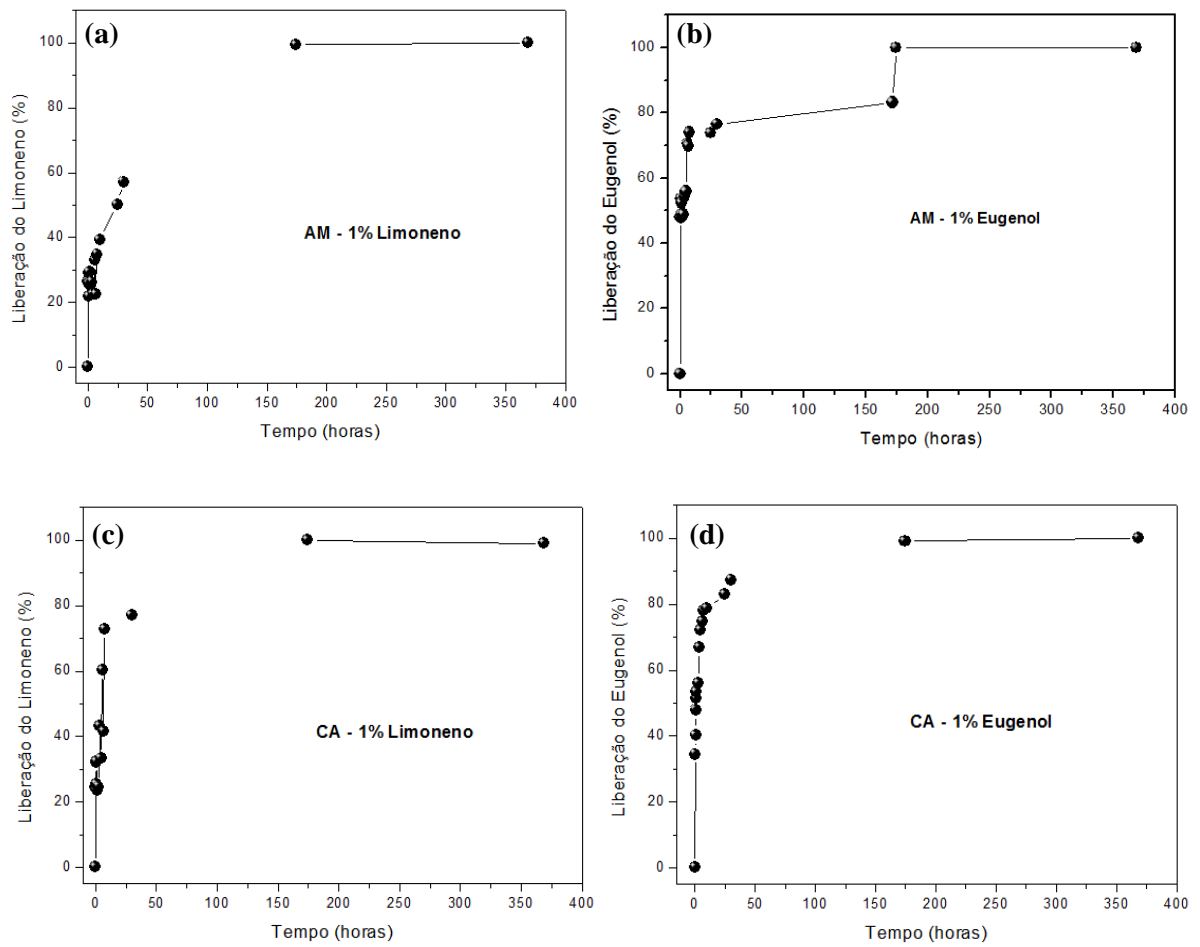 (a)
Liberação do Limoneno (%)
100
80
60
40
20
0
AM - 1% Limoneno
0 50 100 150 200 250 300 350 400
Tempo (horas)
(b)
Liberação do Eugenol (%)
100
80
60
40
20
0
AM - 1% Eugenol
0 50 100 150 200 250 300 350 400
Tempo (horas)
(c)
Liberação do Limoneno (%)
100
80
60
40
20
0
CA - 1% Limoneno
0 50 100 150 200 250 300 350 400
Tempo (horas)
(d)
Liberação do Eugenol (%)
100
80
60
40
20
0
CA - 1% Eugenol
0 50 100 150 200 250 300 350 400
Tempo (horas)